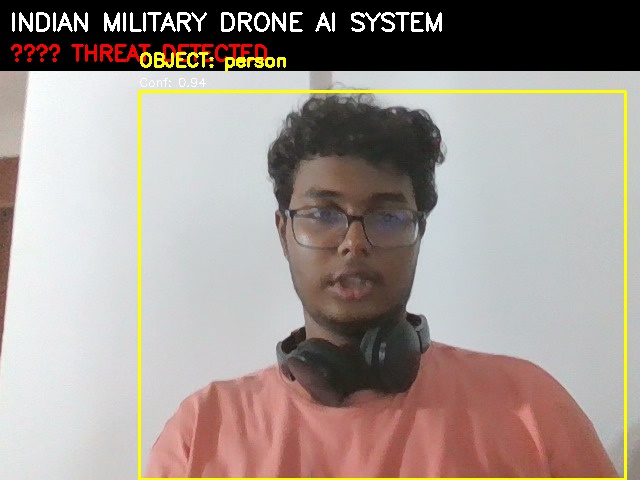 INDIAN MILITARY DRONE AI SYSTEM
???? THREAT DETECTED
OBJECT: person
Conf: 0.94